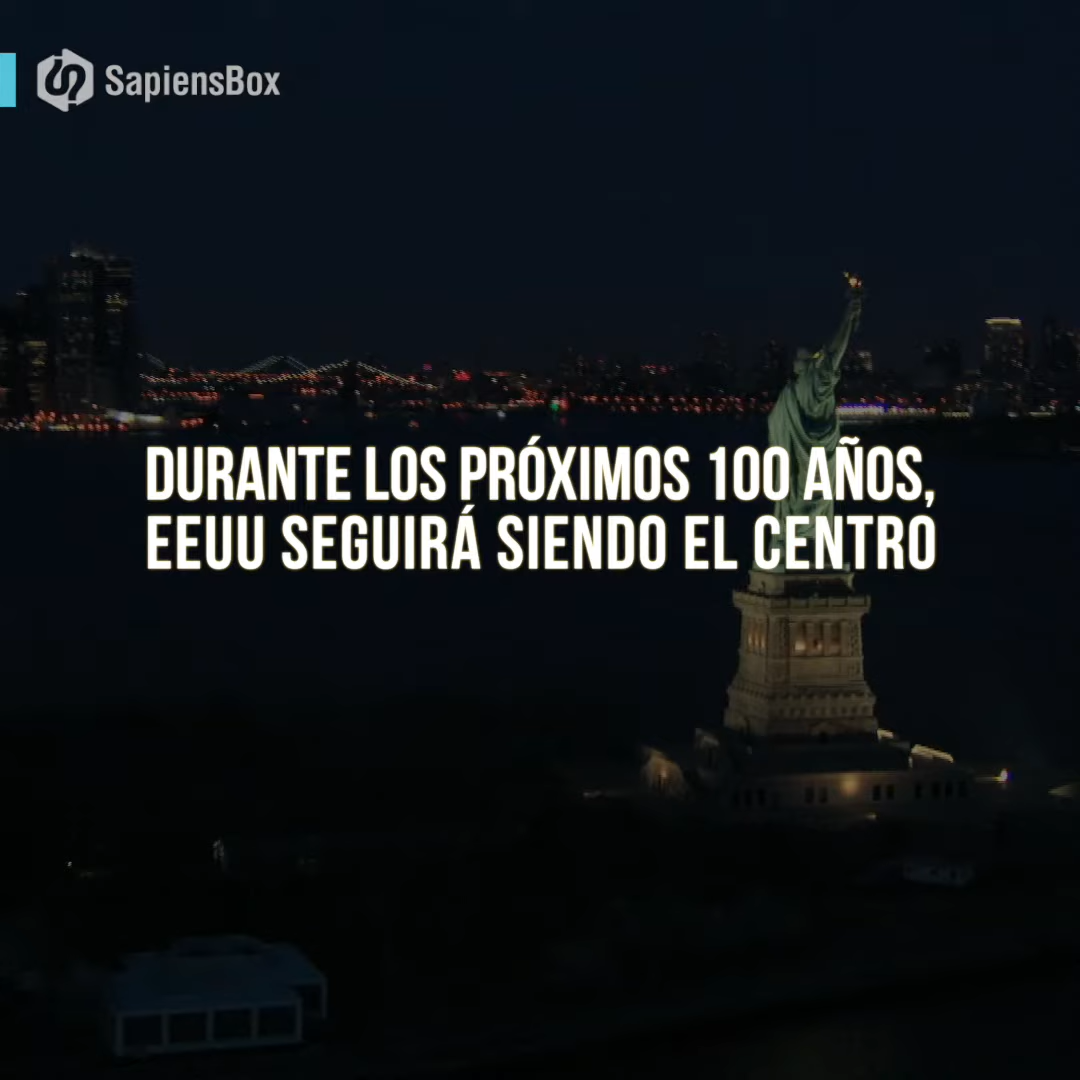 SapiensBox
DURANTE LOS PRÓXIMOS 100 AÑOS,
EEUU SEGUIRÁ SIENDO EL CENTRO